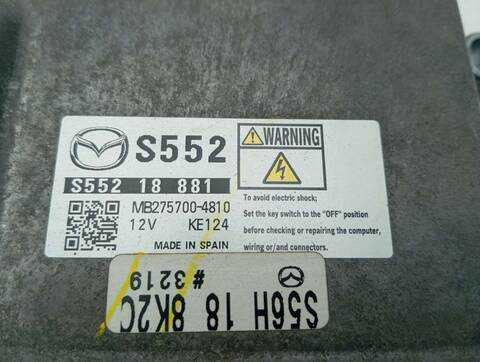 S552
S552 18 881
MB275700-4810
12V KE124
MADE IN SPAIN
WARNING
To avoid electric shock;
Set the key switch to the "OFF" position
before checking or repairing the computer,
wiring or/and connectors.
S56H 18 8K2C
#3219